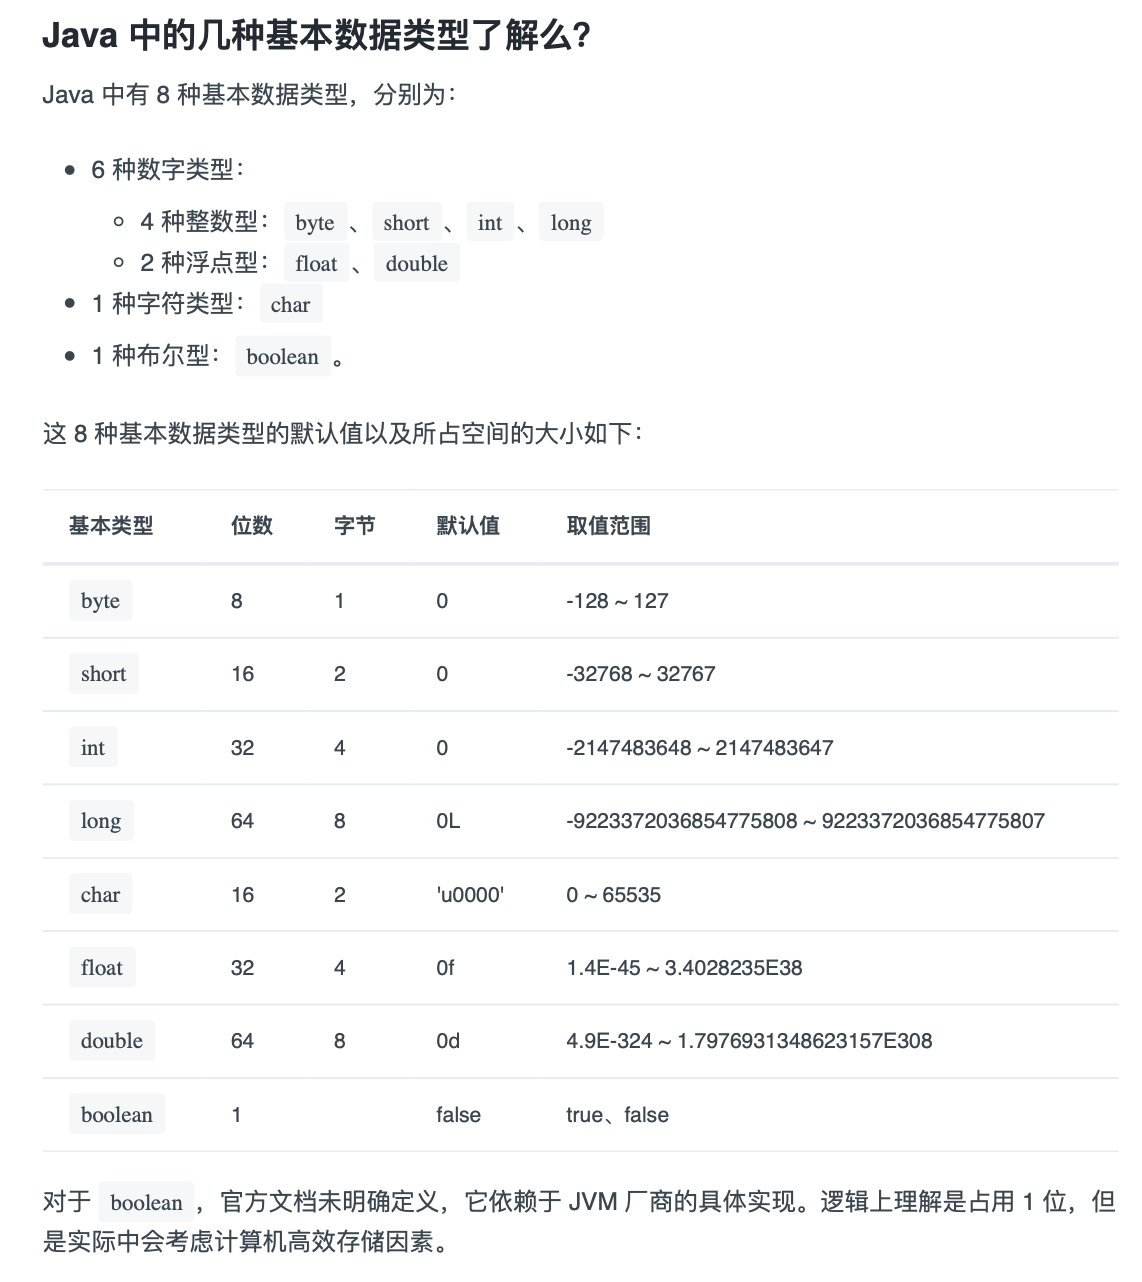 Java 中的几种基本数据类型了解么?
Java 中有 8 种基本数据类型，分别为：
6 种数字类型：
4 种整数型： byte 、 short 、 int 、 long
2 种浮点型： float 、 double
1 种字符类型： char
1 种布尔型： boolean 。
这 8 种基本数据类型的默认值以及所占空间的大小如下：
基本类型 位数 字节 默认值 取值范围
byte 8 1 0 -128 ~ 127
short 16 2 0 -32768 ~ 32767
int 32 4 0 -2147483648 ~ 2147483647
long 64 8 0L -9223372036854775808 ~ 9223372036854775807
char 16 2 'u0000' 0 ~ 65535
float 32 4 0f 1.4E-45 ~ 3.4028235E38
double 64 8 0d 4.9E-324 ~ 1.7976931348623157E308
boolean 1 false true、false
对于 boolean ，官方文档未明确定义，它依赖于 JVM 厂商的具体实现。逻辑上理解是占用 1 位，但
是实际中会考虑计算机高效存储因素。